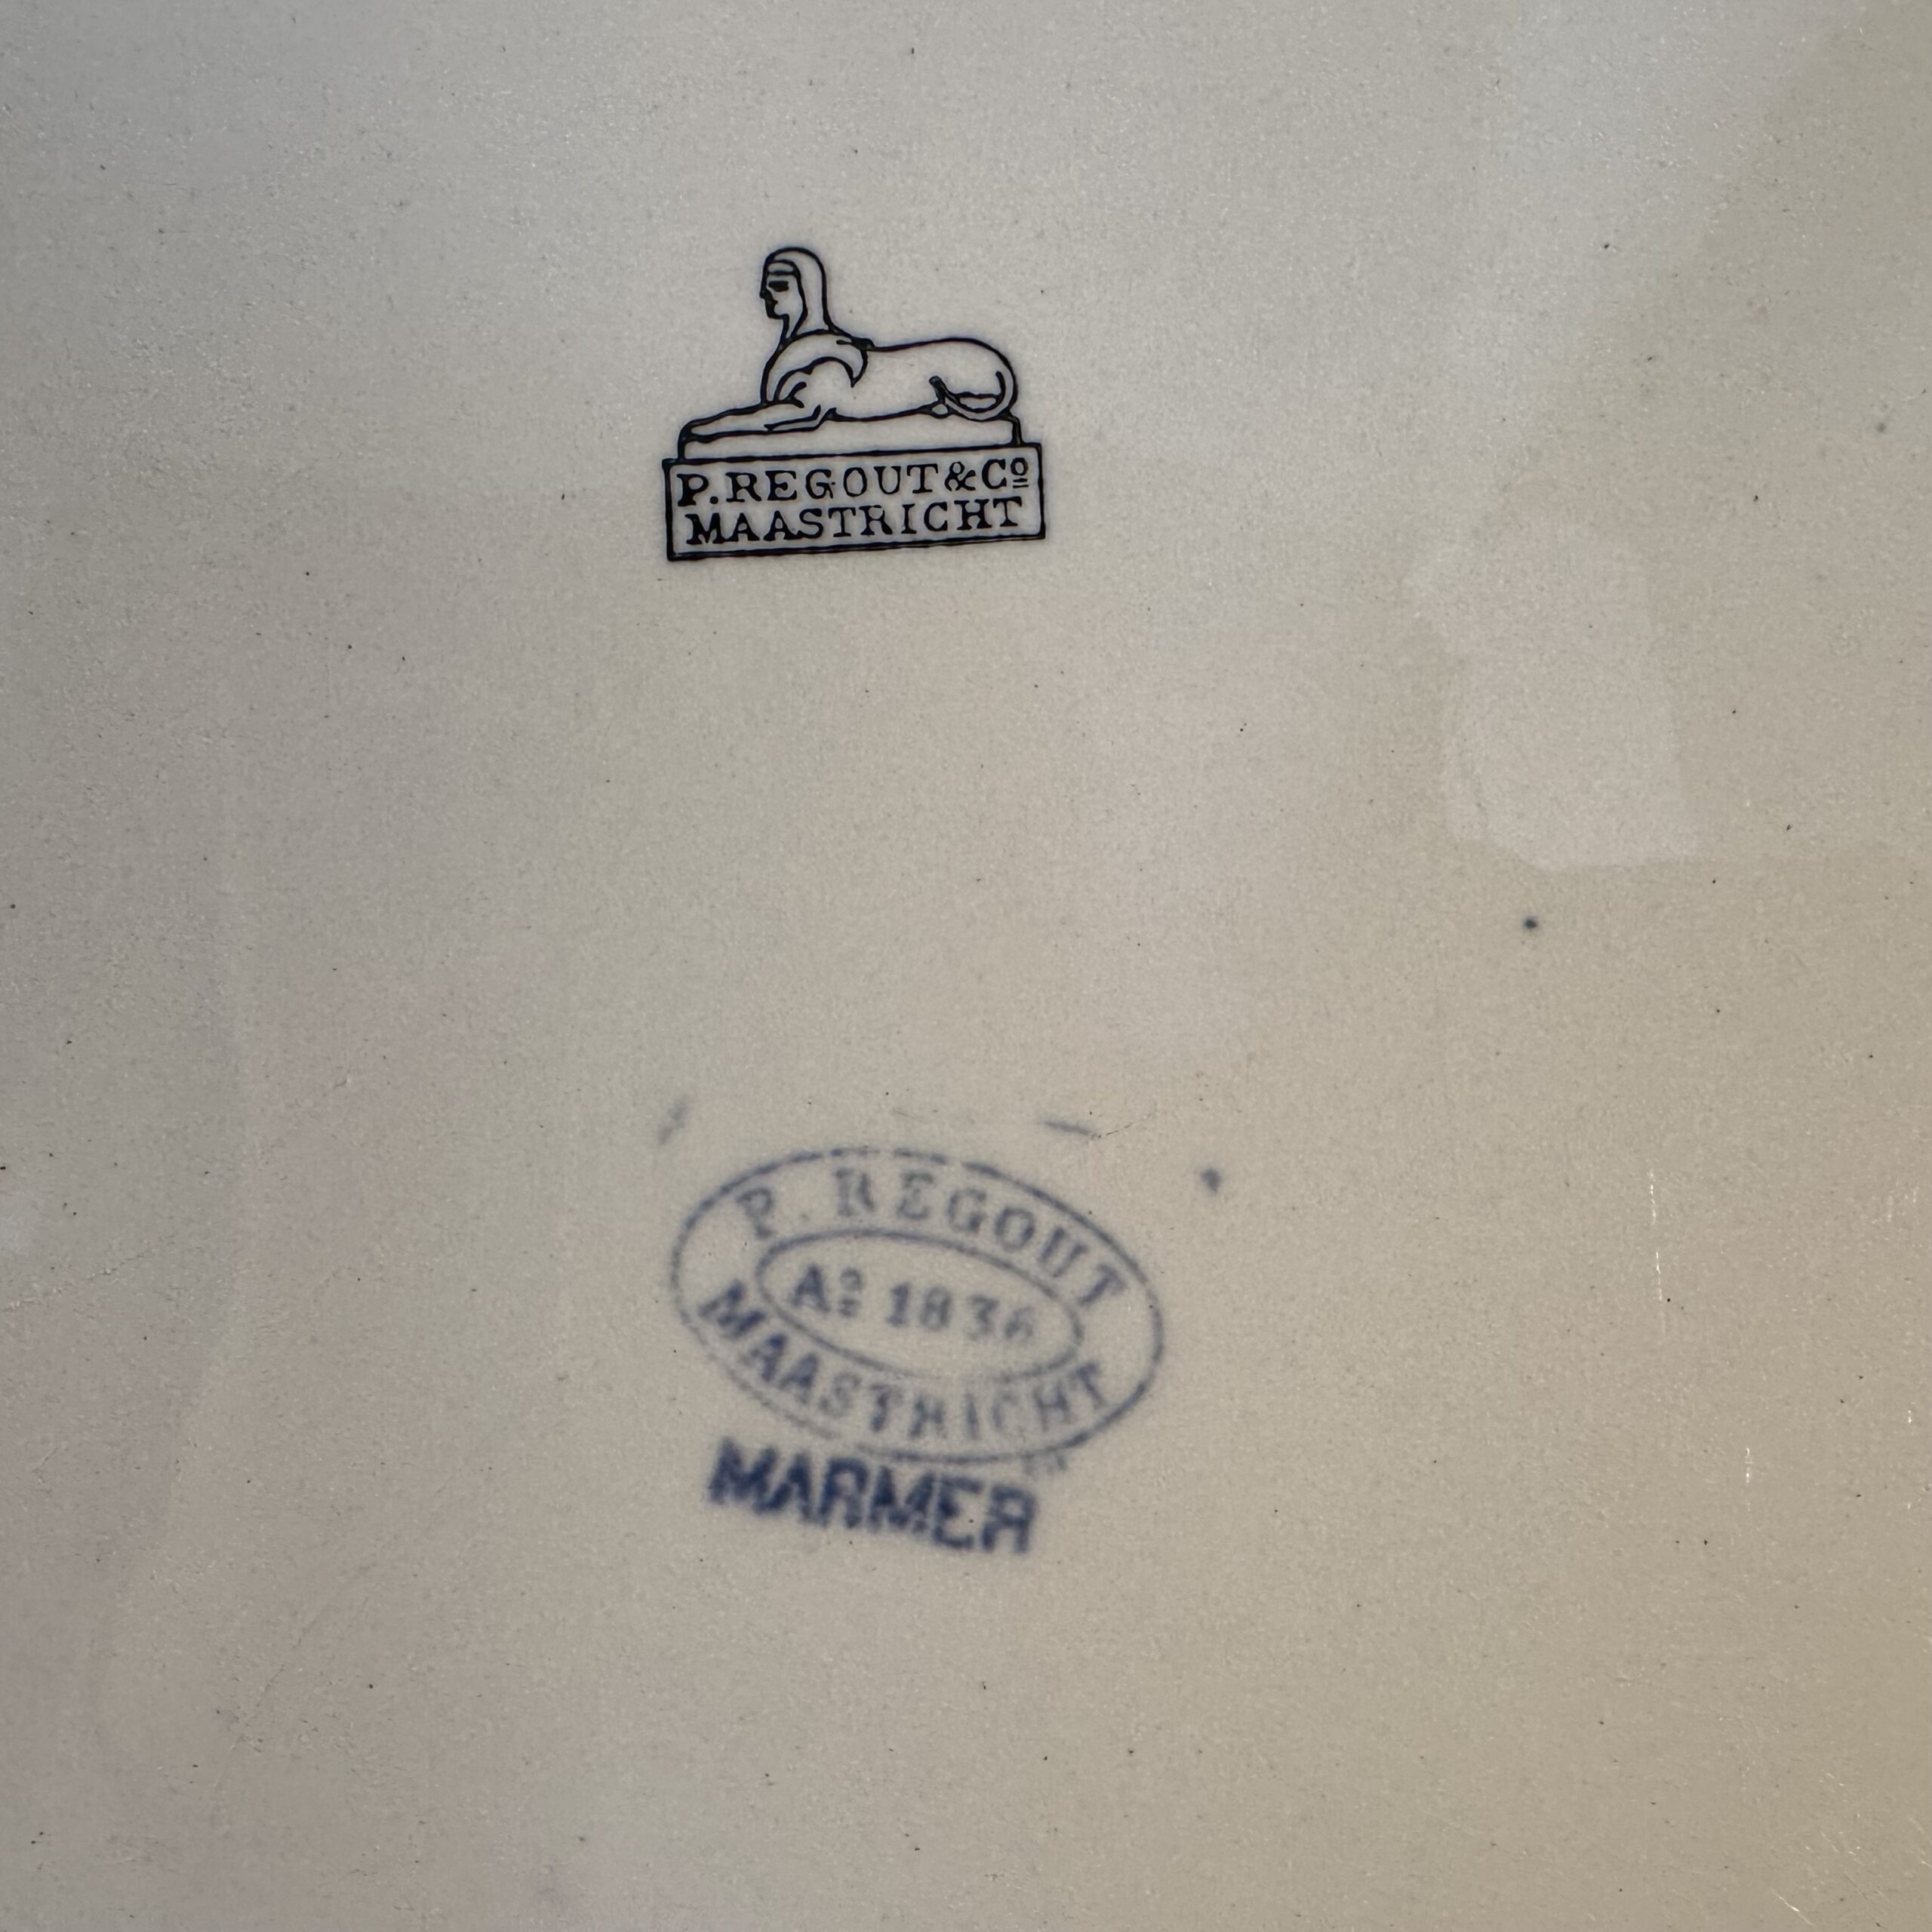 P. REGOUT & Cº
MAASTRICHT
P. REGOUT
Aº 1836
MAASTRICHT
MARMER